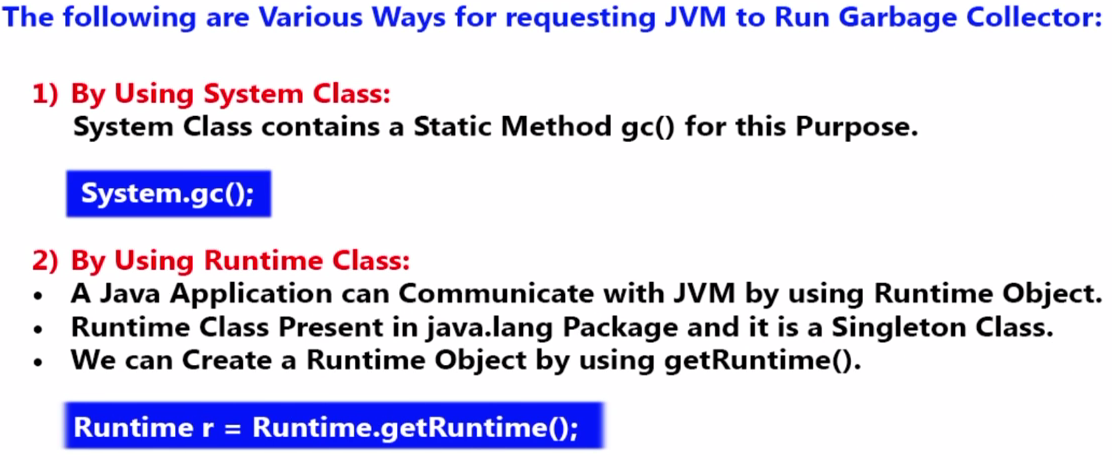 The following are Various Ways for requesting JVM to Run Garbage Collector:
1) By Using System Class:
System Class contains a Static Method gc() for this Purpose.
System.gc();
2) By Using Runtime Class:
• A Java Application can Communicate with JVM by using Runtime Object.
• Runtime Class Present in java.lang Package and it is a Singleton Class.
• We can Create a Runtime Object by using getRuntime().
Runtime r = Runtime.getRuntime();